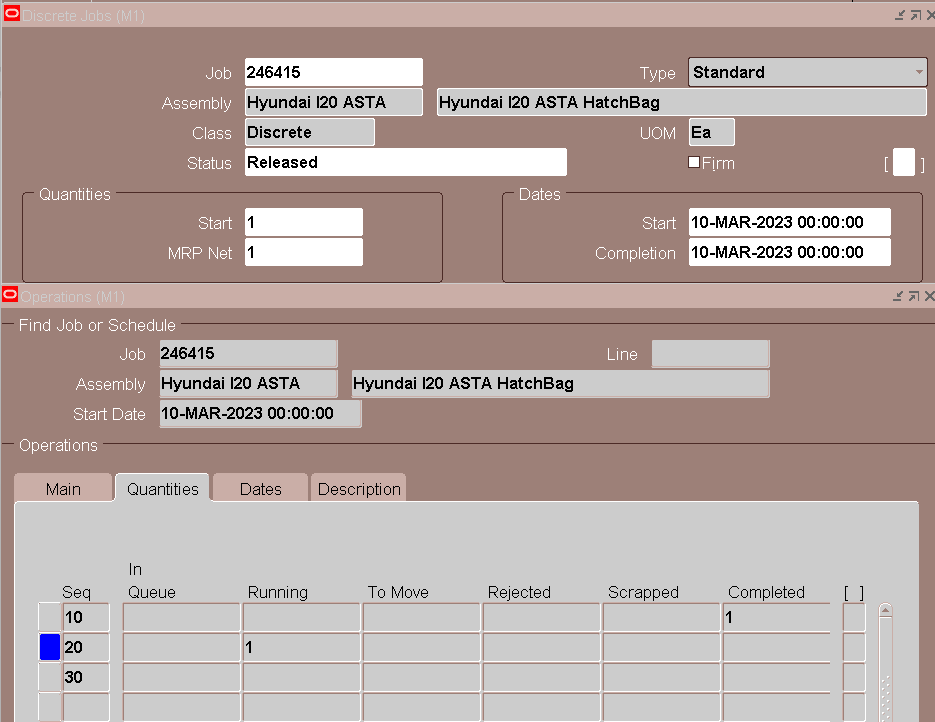 Discrete Jobs (M1)
Job 246415 Type Standard
Assembly Hyundai I20 ASTA Hyundai I20 ASTA HatchBag
Class Discrete UOM Ea
Status Released Firm [ ]
Quantities Dates
Start 1 Start 10-MAR-2023 00:00:00
MRP Net 1 Completion 10-MAR-2023 00:00:00
Operations (M1)
Find Job or Schedule
Job 246415 Line
Assembly Hyundai I20 ASTA Hyundai I20 ASTA HatchBag
Start Date 10-MAR-2023 00:00:00
Operations
Main Quantities Dates Description
In
Seq Queue Running To Move Rejected Scrapped Completed [ ]
10 1
20 1
30